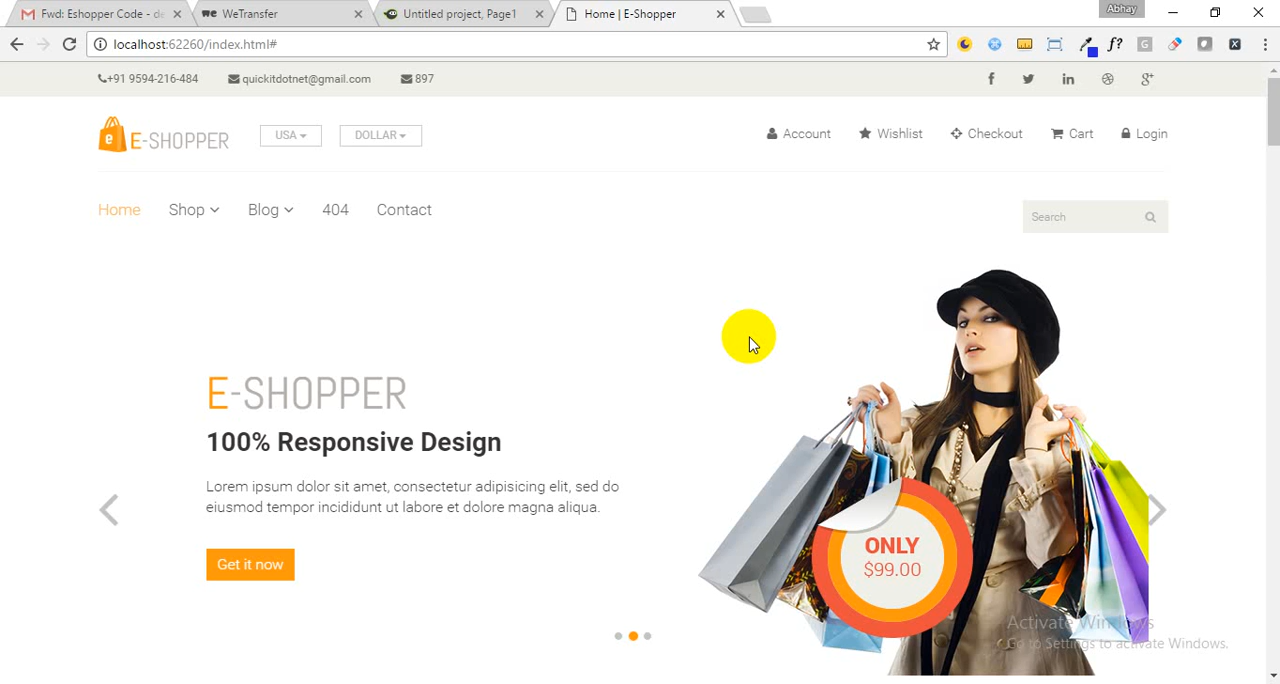 Fwd: Eshopper Code - de
WeTransfer
Untitled project, Page1
Home | E-Shopper
Abhay
localhost:62260/index.html#
f?
G
X
+91 9594-216-484
quickitdotnet@gmail.com
897
E-SHOPPER
USA
DOLLAR
Account
Wishlist
Checkout
Cart
Login
Home
Shop
Blog
404
Contact
Search
E-SHOPPER
100% Responsive Design
Lorem ipsum dolor sit amet, consectetur adipisicing elit, sed do
eiusmod tempor incididunt ut labore et dolore magna aliqua.
Get it now
ONLY
$99.00
Activate Windows
Go to Settings to activate Windows.